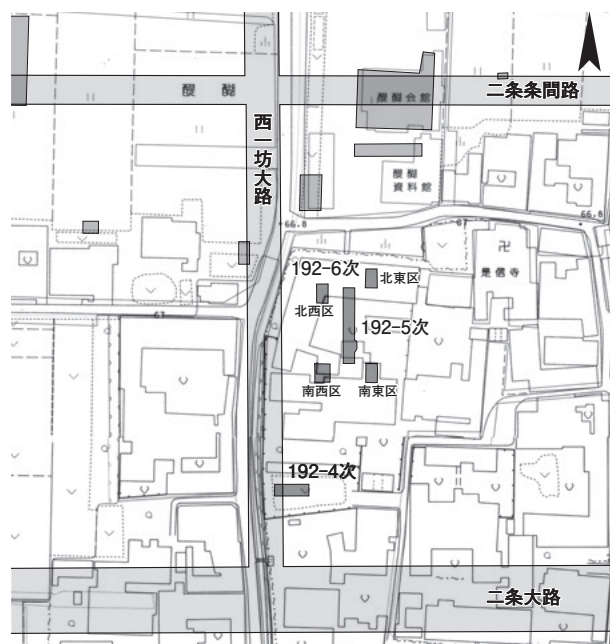 二条条間路
醍醐
醍醐会館
西一坊大路
醍醐
資料館
66.8
66.8
67
是信寺
192-6次
北東区
北西区
192-5次
67
南西区
南東区
192-4次
二条大路